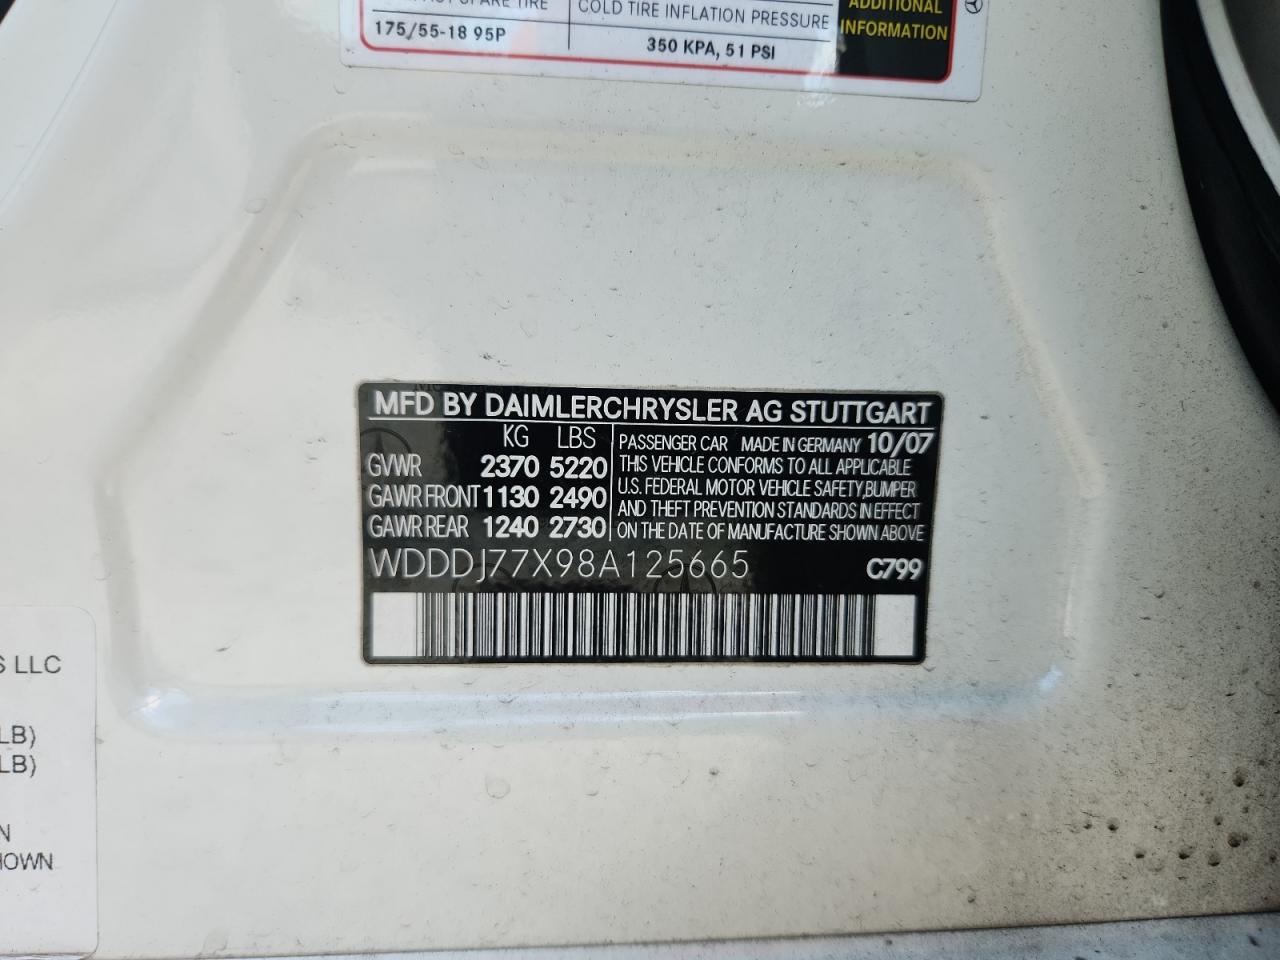 SPARE TIRE
COLD TIRE INFLATION PRESSURE
175/55-18 95P
350 KPA, 51 PSI
ADDITIONAL
INFORMATION
MFD BY DAIMLERCHRYSLER AG STUTTGART
KG LBS
GVWR 2370 5220
GAWR FRONT 1130 2490
GAWR REAR 1240 2730
PASSENGER CAR MADE IN GERMANY 10/07
THIS VEHICLE CONFORMS TO ALL APPLICABLE
U.S. FEDERAL MOTOR VEHICLE SAFETY,BUMPER
AND THEFT PREVENTION STANDARDS IN EFFECT
ON THE DATE OF MANUFACTURE SHOWN ABOVE
WDDDJ77X98A125665 C799
S LLC
LB)
LB)
N
HOWN